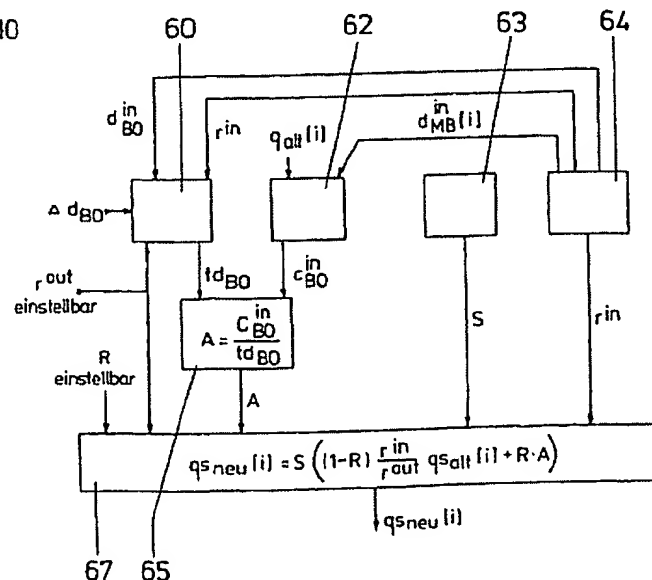 40 60 62 63 64
d_BO^in r^in q_alt[i] d_MB^in[i]
Δ d_BO
r^out
einstellbar
td_BO c_BO^in
R
einstellbar
A = C_BO^in / td_BO
S r^in
A
qs_neu[i] = S ((1-R) r^in / r^out qs_alt[i] + R·A)
qs_neu[i]
67 65